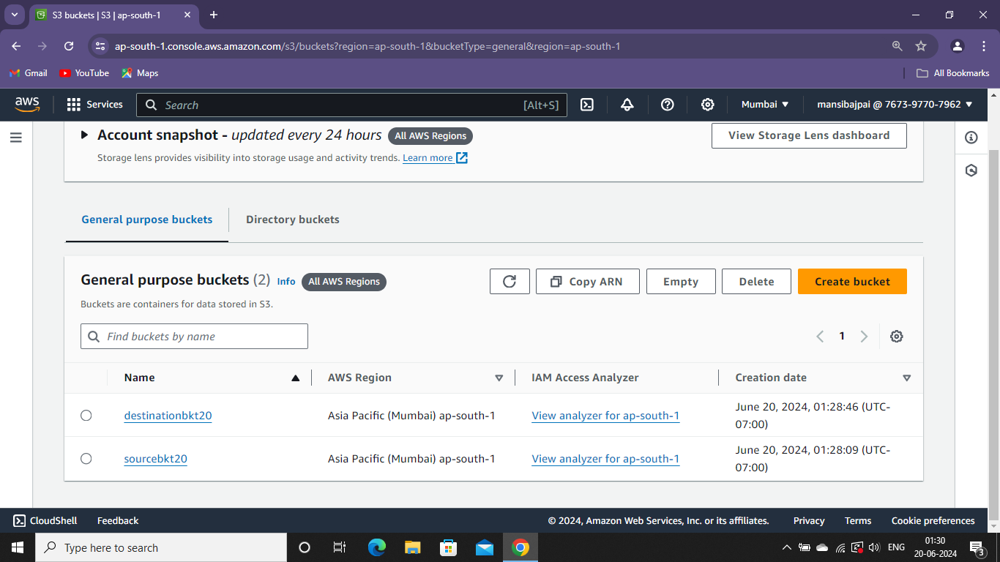 S3 buckets | S3 | ap-south-1
ap-south-1.console.aws.amazon.com/s3/buckets?region=ap-south-1&bucketType=general&region=ap-south-1
Gmail YouTube Maps All Bookmarks
aws Services Search [Alt+S] Mumbai mansibajpai @ 7673-9770-7962
Account snapshot - updated every 24 hours All AWS Regions View Storage Lens dashboard
Storage lens provides visibility into storage usage and activity trends. Learn more
General purpose buckets Directory buckets
General purpose buckets (2) Info All AWS Regions Copy ARN Empty Delete Create bucket
Buckets are containers for data stored in S3.
Find buckets by name 1
Name AWS Region IAM Access Analyzer Creation date
destinationbkt20 Asia Pacific (Mumbai) ap-south-1 View analyzer for ap-south-1 June 20, 2024, 01:28:46 (UTC-
07:00)
sourcebkt20 Asia Pacific (Mumbai) ap-south-1 View analyzer for ap-south-1 June 20, 2024, 01:28:09 (UTC-
07:00)
CloudShell Feedback © 2024, Amazon Web Services, Inc. or its affiliates. Privacy Terms Cookie preferences
Type here to search ENG 01:30
20-06-2024 3